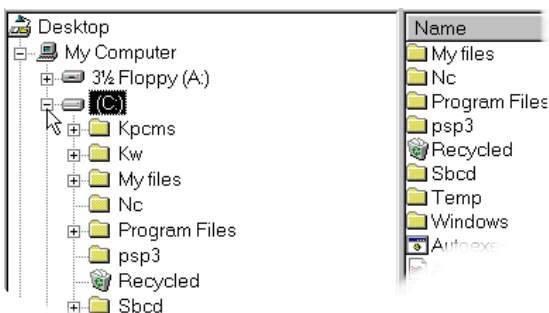 Desktop
My Computer
3½ Floppy (A:)
(C:)
Kpcms
Kw
My files
Nc
Program Files
psp3
Recycled
Sbcd
Name
My files
Nc
Program Files
psp3
Recycled
Sbcd
Temp
Windows
Autoexec